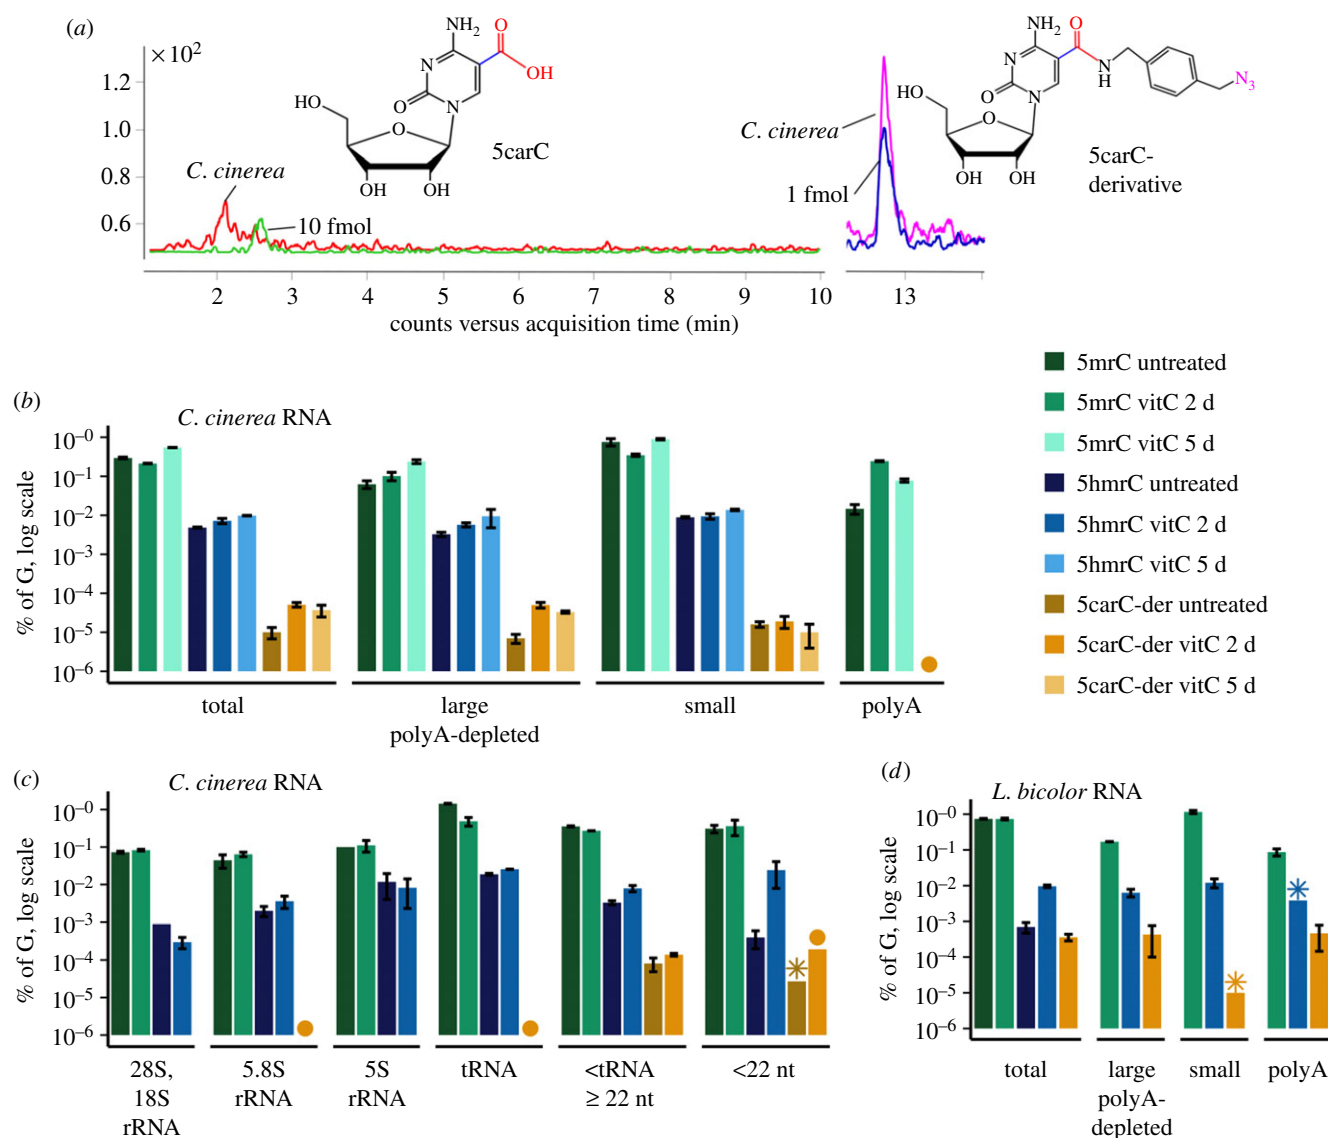 (a)
×10²
1.2
1.0
0.8
0.6
C. cinerea
10 fmol
NH₂
O
OH
N
O
N
HO
O
OH OH
5carC
C. cinerea
1 fmol
NH₂
O
N
N
H
N₃
O
N
HO
O
OH OH
5carC-
derivative
2 3 4 5 6 7 8 9 10 13
counts versus acquisition time (min)
5mrC untreated
5mrC vitC 2 d
5mrC vitC 5 d
5hmrC untreated
5hmrC vitC 2 d
5hmrC vitC 5 d
5carC-der untreated
5carC-der vitC 2 d
5carC-der vitC 5 d
(b)
C. cinerea RNA
% of G, log scale
10⁻⁰
10⁻¹
10⁻²
10⁻³
10⁻⁴
10⁻⁵
10⁻⁶
total
large
polyA-depleted
small
polyA
(c)
C. cinerea RNA
% of G, log scale
10⁻⁰
10⁻¹
10⁻²
10⁻³
10⁻⁴
10⁻⁵
10⁻⁶
28S,
18S
rRNA
5.8S
rRNA
5S
rRNA
tRNA
<tRNA
≥ 22 nt
<22 nt
(d)
L. bicolor RNA
% of G, log scale
10⁻⁰
10⁻¹
10⁻²
10⁻³
10⁻⁴
10⁻⁵
10⁻⁶
total
large
polyA-
depleted
small
polyA